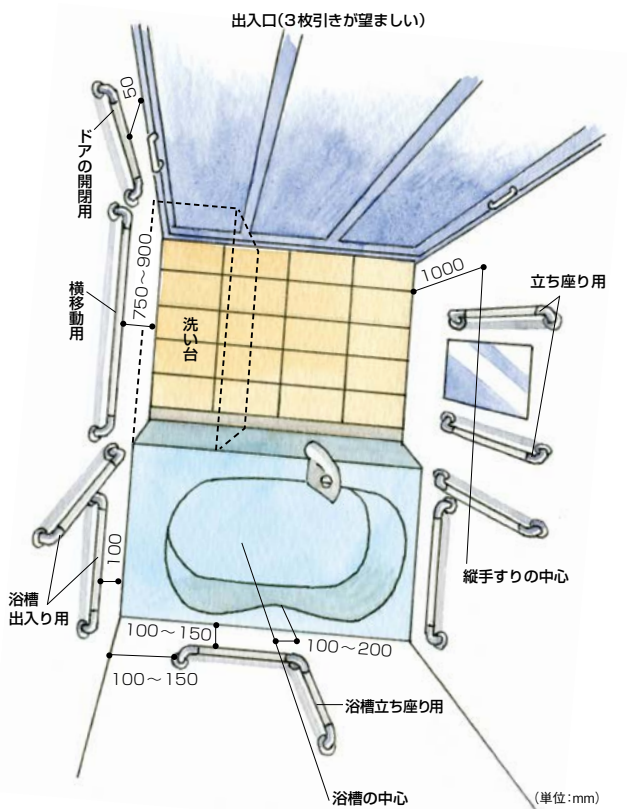 出入口（3枚引きが望ましい）
50
ドアの開閉用
750～900
横移動用
洗い台
1000
立ち座り用
縦手すりの中心
浴槽
出入り用
100
100～150
100～200
100～150
浴槽立ち座り用
浴槽の中心
（単位：mm）